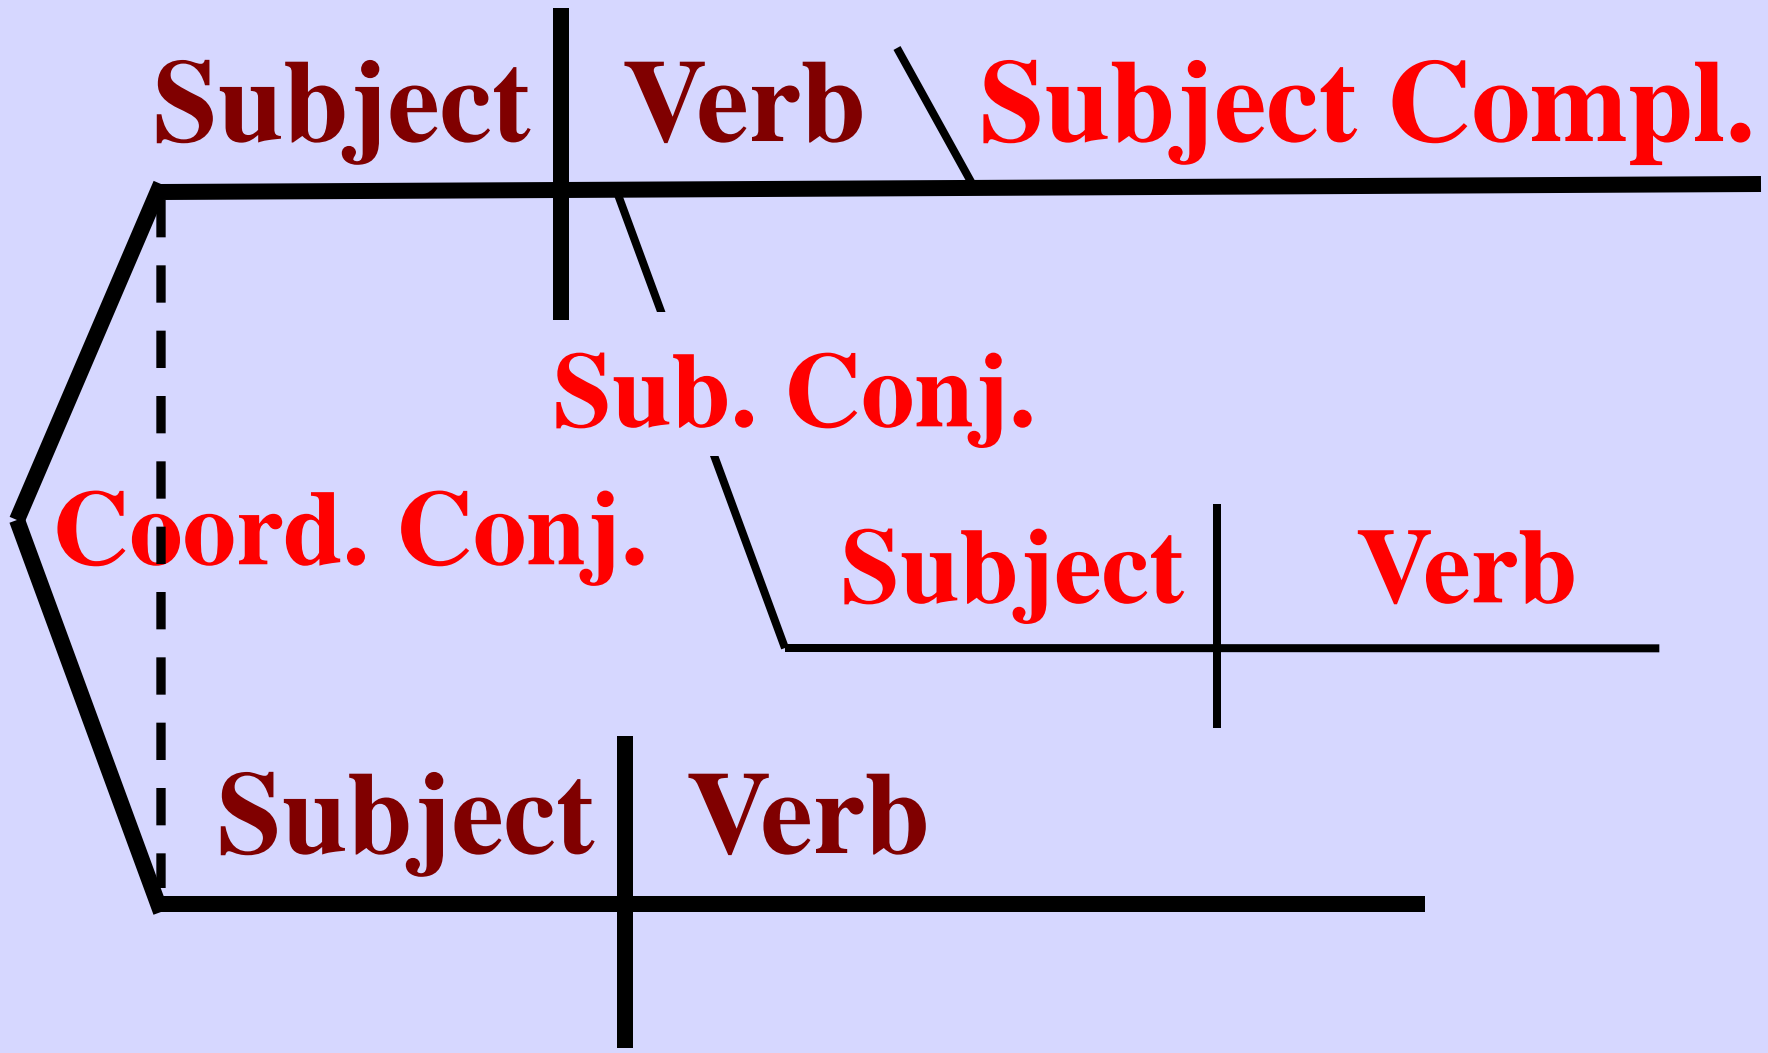 Subject Verb Subject Compl.
Sub. Conj.
Coord. Conj.
Subject Verb
Subject Verb